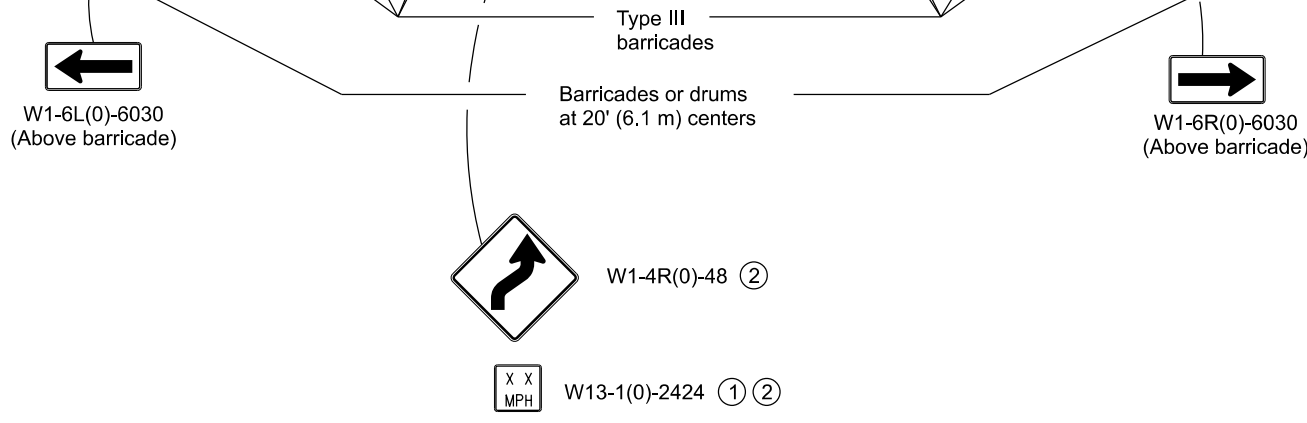 Type III
barricades
W1-6L(0)-6030
(Above barricade)
Barricades or drums
at 20' (6.1 m) centers
W1-6R(0)-6030
(Above barricade)
W1-4R(0)-48 ②
X X
MPH
W13-1(0)-2424 ① ②